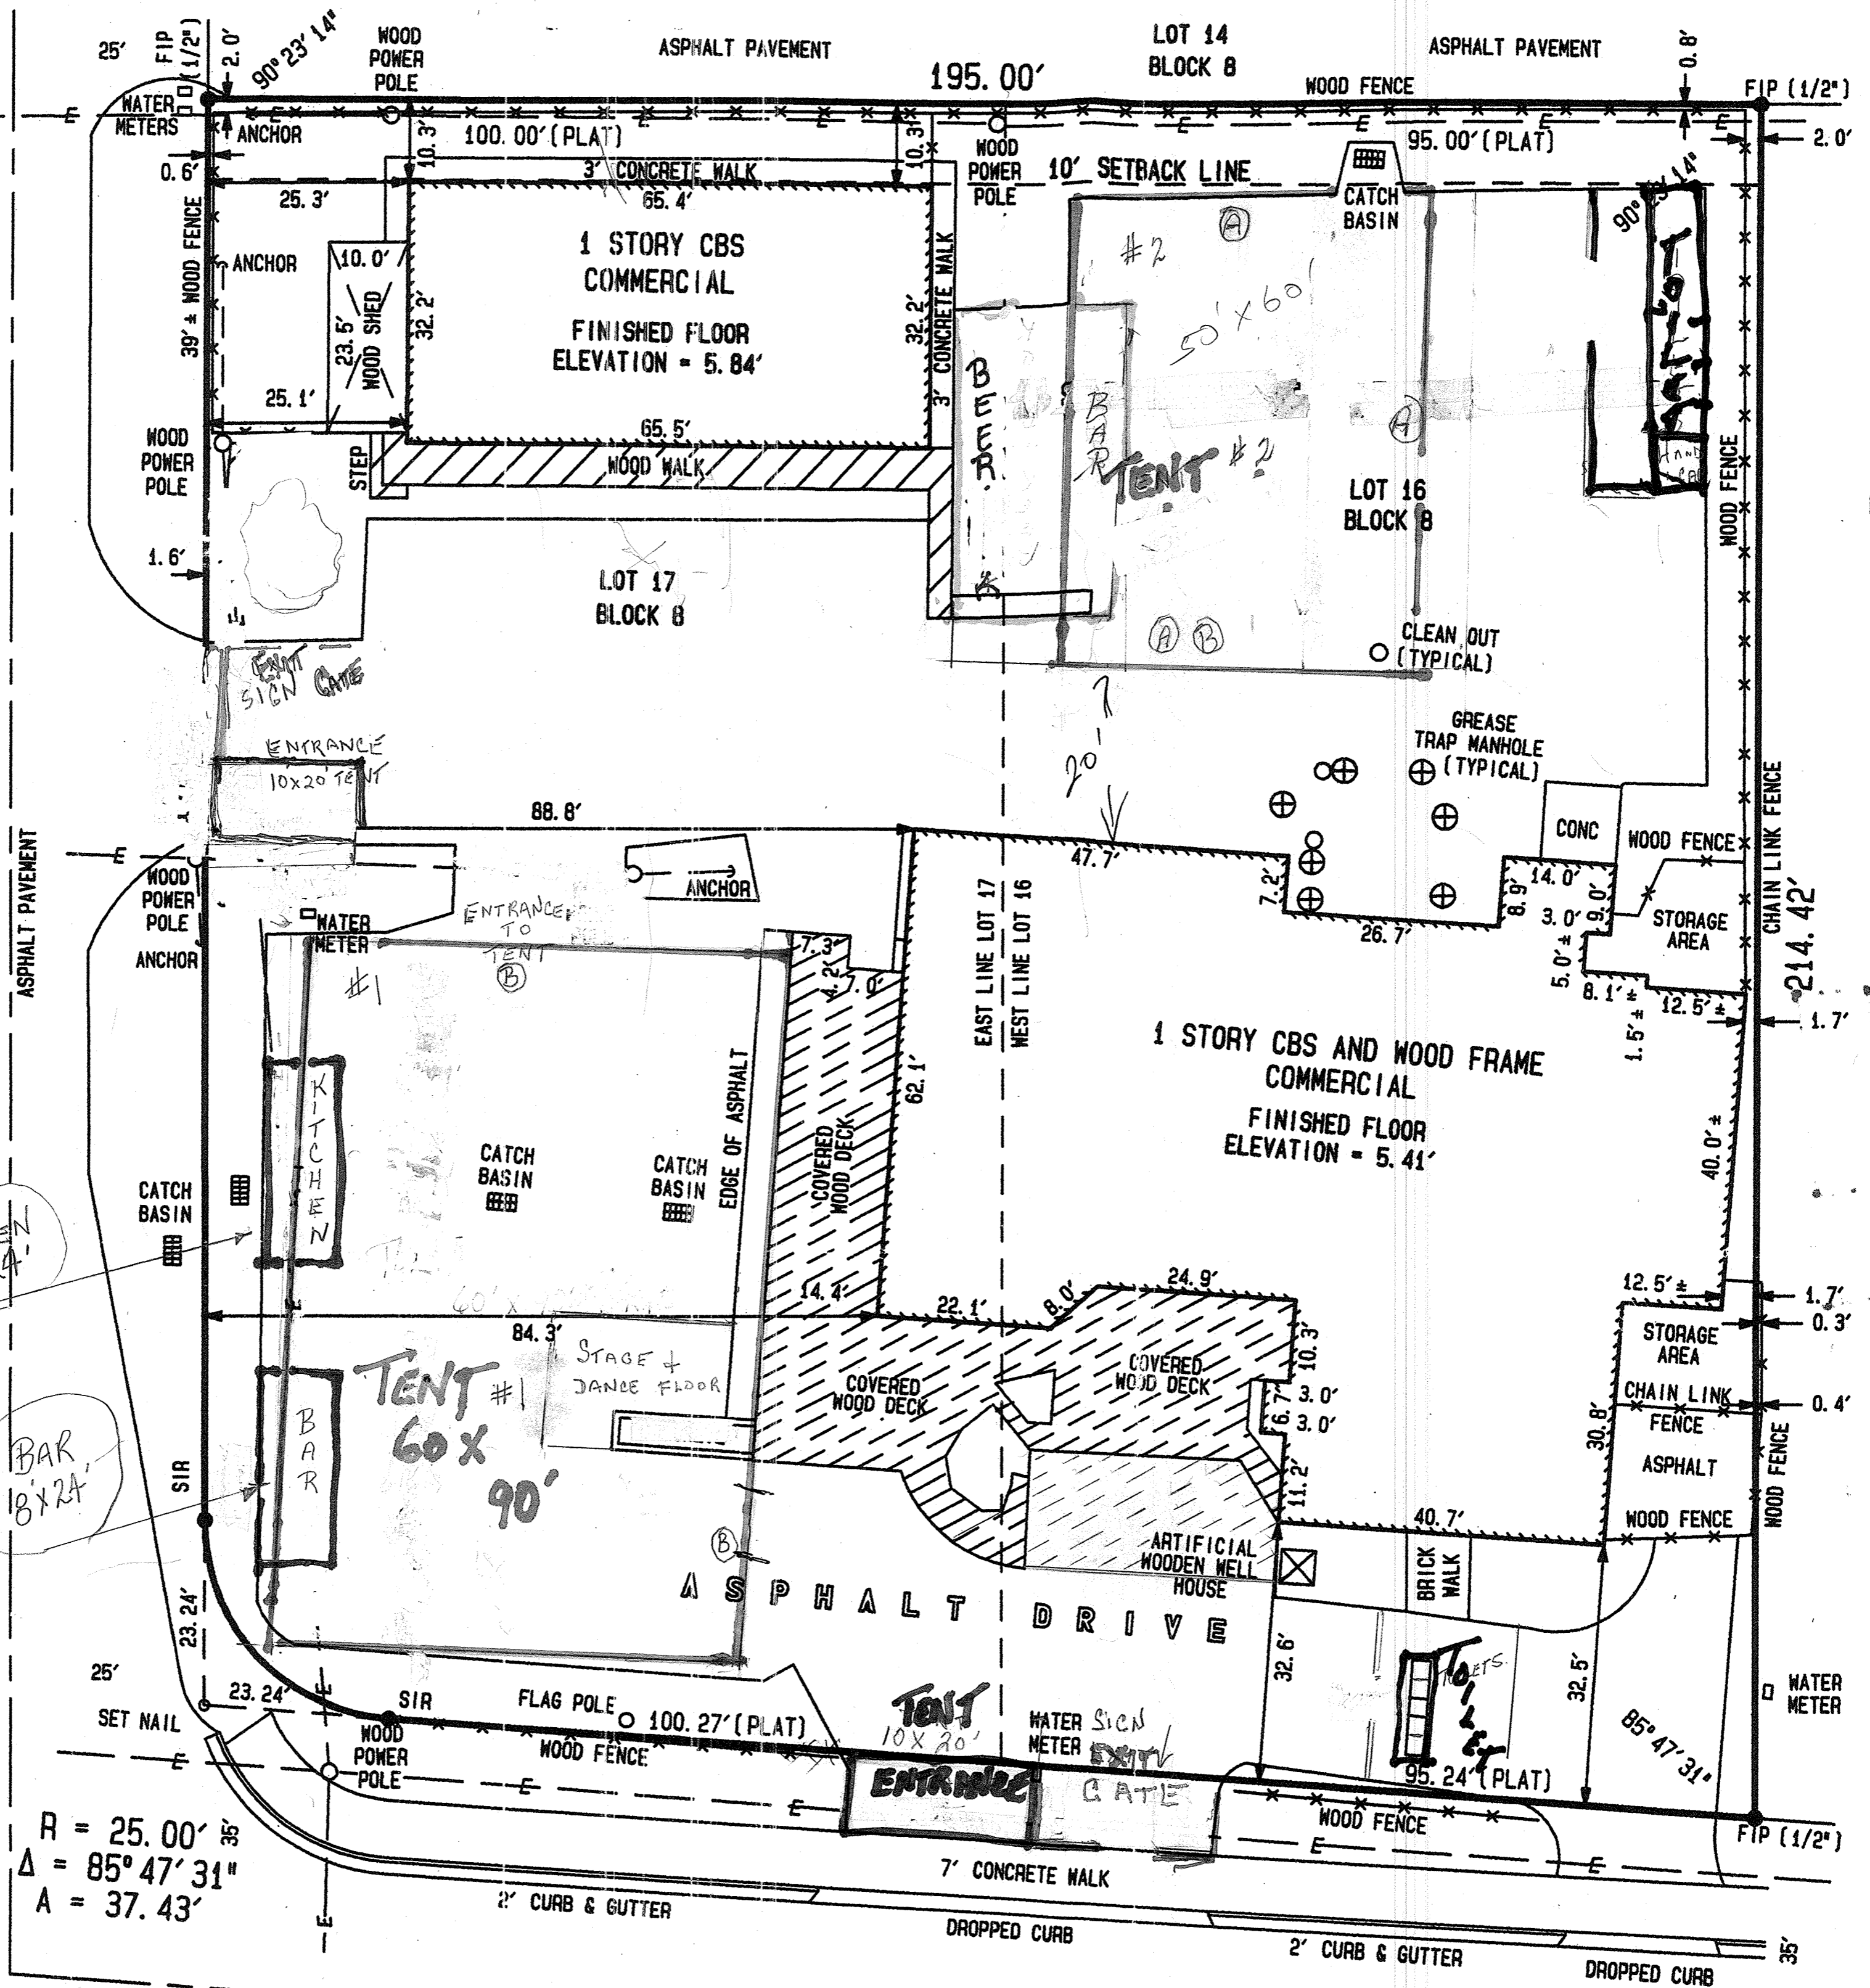 25'
FIP
(1/2")
2.0'
90°23'14"
WOOD
POWER
POLE
ASPHALT PAVEMENT
195.00'
LOT 14
BLOCK 8
WOOD FENCE
ASPHALT PAVEMENT
0.8'
FIP (1/2")
WATER
METERS
E
ANCHOR
100.00' (PLAT)
10.3'
10.3'
E
E
WOOD
POWER
POLE
E
E
E
95.00' (PLAT)
E
2.0'
0.6'
25.3'
3' CONCRETE WALK
65.4'
10' SETBACK LINE
CATCH
BASIN
90°23'14"
39'± WOOD FENCE
ANCHOR
10.0'
23.5'
WOOD SHED
32.2'
1 STORY CBS
COMMERCIAL
FINISHED FLOOR
ELEVATION = 5.84'
32.2'
3' CONCRETE WALK
#2
A
50' X 60'
BEER
BAR
TENT #2
A
TOILET
HAND
LOT 16
BLOCK 8
WOOD FENCE
25.1'
65.5'
WOOD WALK
STEP
WOOD
POWER
POLE
1.6'
LOT 17
BLOCK 8
A B
CLEAN OUT
(TYPICAL)
EXIT
SIGN GATE
20'
GREASE
TRAP MANHOLE
(TYPICAL)
ENTRANCE
10x20' TENT
88.8'
47.7'
7.2'
26.7'
8.9'
CONC
14.0'
3.0'
9.0'
5.0'±
8.1'±
1.5'±
12.5'±
WOOD FENCE
STORAGE
AREA
CHAIN LINK FENCE
214.42'
1.7'
ASPHALT PAVEMENT
E
WOOD
POWER
POLE
ANCHOR
WATER
METER
ANCHOR
ENTRANCE
TO
TENT
B
#1
7.3'
4.2'
7.0'
EAST LINE LOT 17
WEST LINE LOT 16
1 STORY CBS AND WOOD FRAME
COMMERCIAL
FINISHED FLOOR
ELEVATION = 5.41'
40.0'±
KITCHEN
CATCH
BASIN
CATCH
BASIN
CATCH
BASIN
EDGE OF ASPHALT
COVERED
WOOD DECK
62.1'
14.4'
84.3'
22.1'
8.0'
24.9'
10.3'
3.0'
6.7'
3.0'
11.2'
12.5'±
1.7'
0.3'
STORAGE
AREA
CHAIN LINK
FENCE
0.4'
30.8'
ASPHALT
WOOD FENCE
WOOD FENCE
TENT #1
60 X
90'
STAGE +
DANCE FLOOR
COVERED
WOOD DECK
COVERED
WOOD DECK
BAR
BAR
8'X24'
SIR
B
40.7'
ARTIFICIAL
WOODEN WELL
HOUSE
BRICK
WALK
ASPHALT DRIVE
32.6'
32.5'
TOILETS
TOILET
WATER
METER
85°47'31"
23.24'
25'
23.24'
E
SET NAIL
SIR
FLAG POLE
100.27' (PLAT)
WOOD FENCE
WOOD
POWER
POLE
TENT
10X20'
ENTRANCE
WATER
METER
SIGN
EXIT
GATE
95.24' (PLAT)
WOOD FENCE
FIP (1/2")
E
E
E
E
E
E
R = 25.00'
Δ = 85°47'31"
A = 37.43'
35'
7' CONCRETE WALK
2' CURB & GUTTER
DROPPED CURB
2' CURB & GUTTER
DROPPED CURB
35'